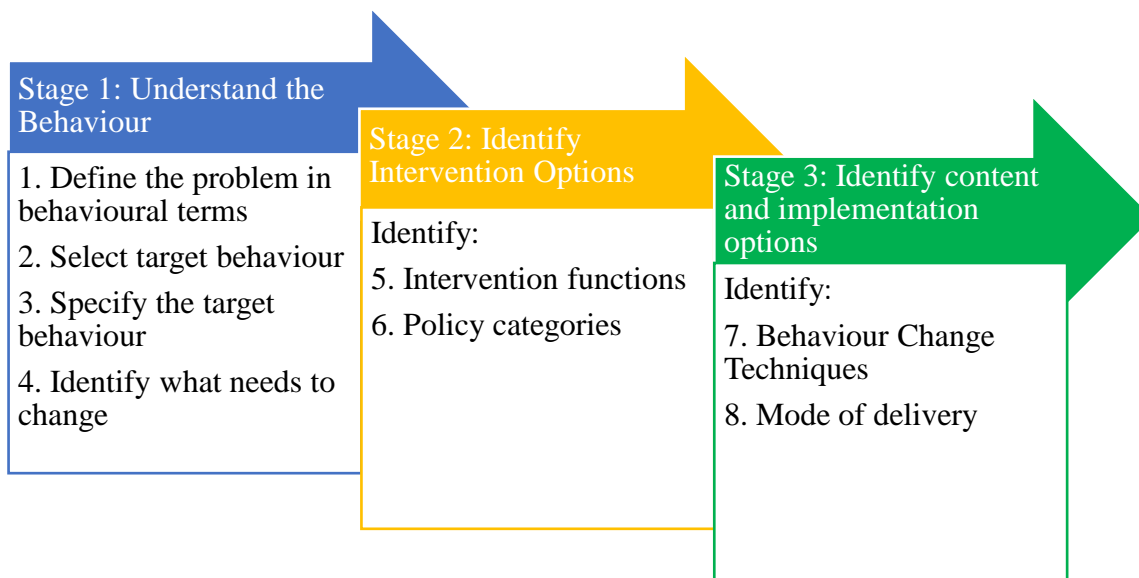 Stage 1: Understand the
Behaviour
1. Define the problem in
behavioural terms
2. Select target behaviour
3. Specify the target
behaviour
4. Identify what needs to
change
Stage 2: Identify
Intervention Options
Identify:
5. Intervention functions
6. Policy categories
Stage 3: Identify content
and implementation
options
Identify:
7. Behaviour Change
Techniques
8. Mode of delivery